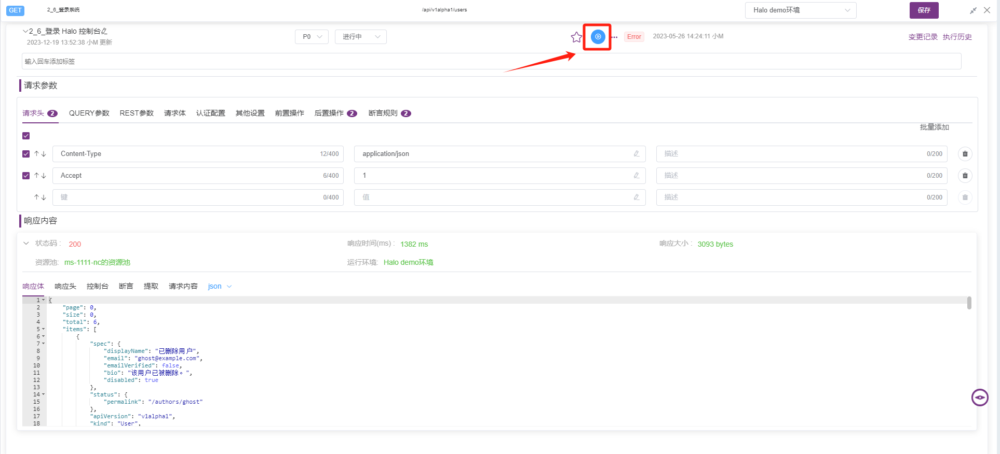 GET 2_6_登录系统 /api/v1alpha1/users Halo demo环境 保存
2_6_登录 Halo 控制台
2023-12-19 13:52:38 小M 更新
P0 进行中 Error 2023-05-26 14:24:11 小M 变更记录 执行历史
输入回车添加标签
请求参数
请求头 2 QUERY参数 REST参数 请求体 认证配置 其他设置 前置操作 后置操作 2 断言规则 2
批量添加
Content-Type 12/400 application/json 描述 0/200
Accept 6/400 1 描述 0/200
键 0/400 值 描述 0/200
响应内容
状态码 : 200 响应时间(ms) : 1382 ms 响应大小 : 3093 bytes
资源池: ms-1111-nc的资源池 运行环境: Halo demo环境
响应体 响应头 控制台 断言 提取 请求内容 json
1 {
2 "page": 0,
3 "size": 0,
4 "total": 6,
5 "items": [
6 {
7 "spec": {
8 "displayName": "已删除用户",
9 "email": "ghost@example.com",
10 "emailVerified": false,
11 "bio": "该用户已被删除。",
12 "disabled": true
13 },
14 "status": {
15 "permalink": "/authors/ghost"
16 },
17 "apiVersion": "v1alpha1",
18 "kind": "User",